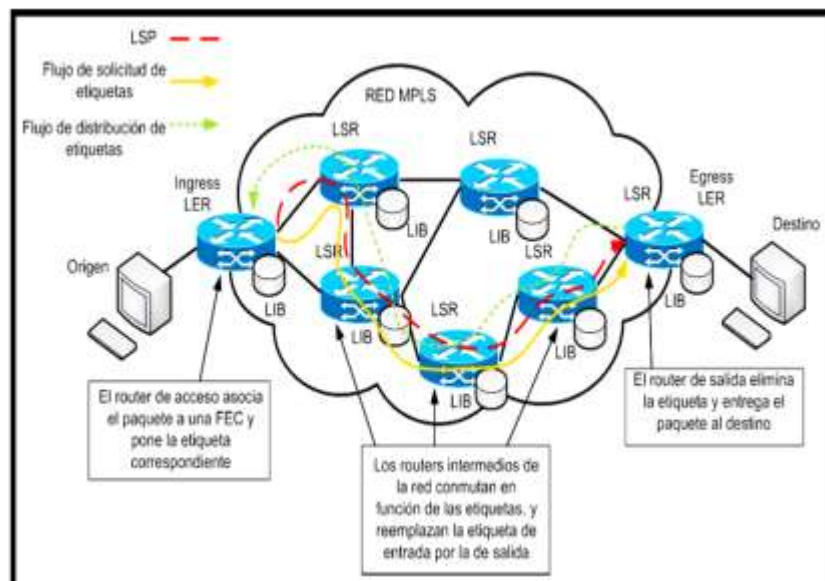 LSP
Flujo de solicitud de
etiquetas
Flujo de distribución de
etiquetas
RED MPLS
LSR
LSR
Ingress
LER
Egress
LER
LSR
Destino
Origen
LIB
LIB
LSR
LSR
LIB
LIB
LSR
LIB
LIB
LIB
El router de acceso asocia
el paquete a una FEC y
pone la etiqueta
correspondiente
Los routers intermedios de
la red conmutan en
función de las etiquetas, y
reemplazan la etiqueta de
entrada por la de salida
El router de salida elimina
la etiqueta y entrega el
paquete al destino